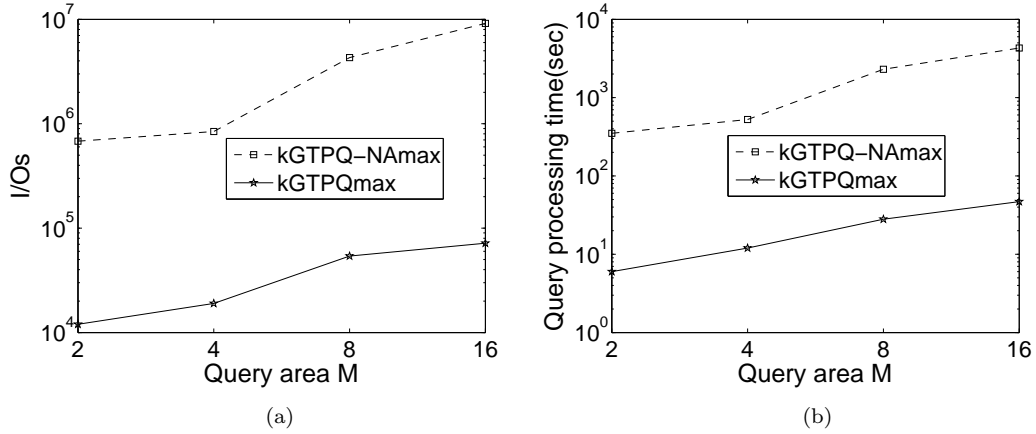 10^7
10^6
10^5
10^4
I/Os
kGTPQ−NAmax
kGTPQmax
2 4 8 16
Query area M
(a)
10^4
10^3
10^2
10^1
10^0
Query processing time(sec)
kGTPQ−NAmax
kGTPQmax
2 4 8 16
Query area M
(b)